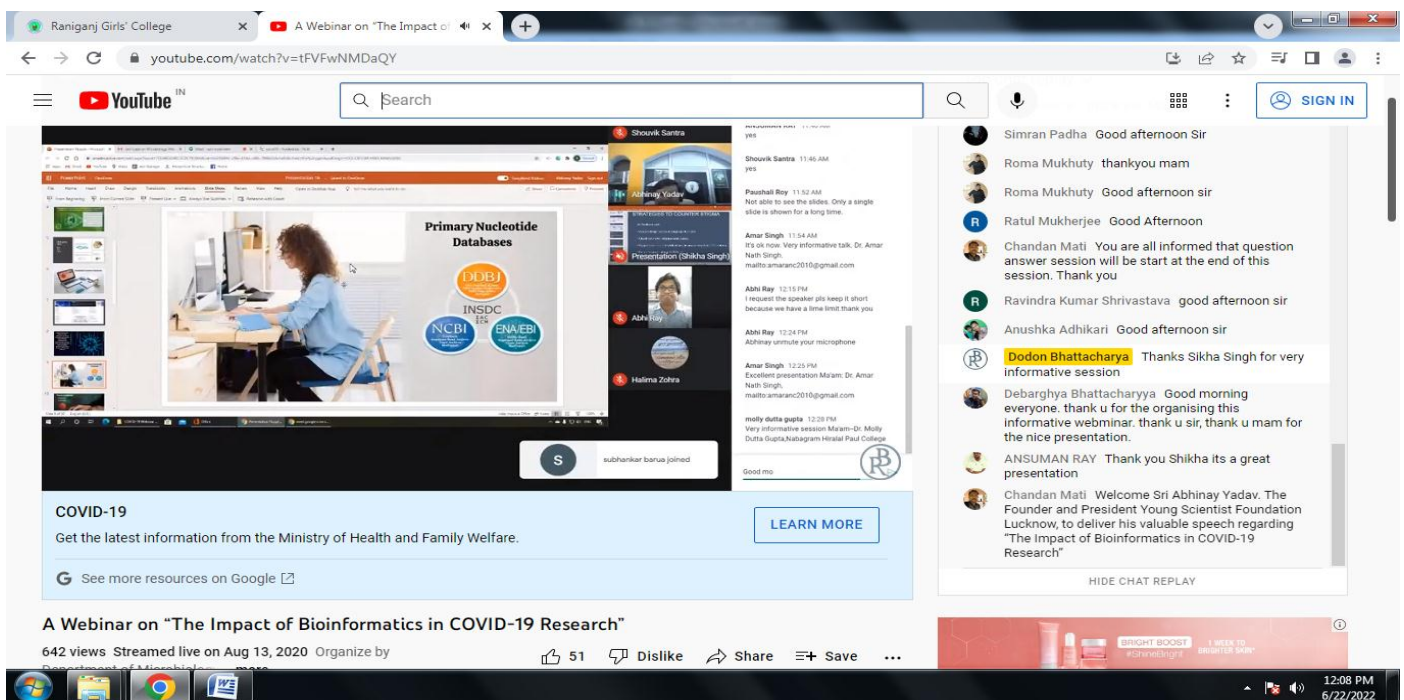 Raniganj Girls' College
A Webinar on "The Impact of
youtube.com/watch?v=tFVFwNMDaQY
YouTube IN
Search
SIGN IN
Primary Nucleotide
Databases
DDBJ
INSDC
NCBI
ENA/EBI
Shouvik Santra
Abhinay Yadav
STRATEGIES TO COUNTER STIGMA
Presentation (Shikha Singh)
Abhi Ray
Halima Zohra
S
subhankar barua joined
yes
Shouvik Santra 11:46 AM
yes
Paushali Roy 11:52 AM
Not able to see the slides. Only a single
slide is shown for a long time.
Amar Singh 11:54 AM
It's ok now. Very informative talk. Dr. Amar
Nath Singh.
mailto:amaranc2010@gmail.com
Abhi Ray 12:15 PM
I request the speaker pls keep it short
because we have a time limit thank you
Abhi Ray 12:24 PM
Abhinay unmute your microphone
Amar Singh 12:25 PM
Excellent presentation Ma'am: Dr. Amar
Nath Singh.
mailto:amaranc2010@gmail.com
molly dutta gupta 12:28 PM
Very informative session Ma'am-Dr. Molly
Dutta Gupta,Nabagram Hiralal Paul College
Good mo
RB
Simran Padha Good afternoon Sir
Roma Mukhuty thankyou mam
Roma Mukhuty Good afternoon sir
R
Ratul Mukherjee Good Afternoon
Chandan Mati You are all informed that question
answer session will be start at the end of this
session. Thank you
R
Ravindra Kumar Shrivastava good afternoon sir
Anushka Adhikari Good afternoon sir
Dodon Bhattacharya Thanks Sikha Singh for very
informative session
Debarghya Bhattacharyya Good morning
everyone. thank u for the organising this
informative webminar. thank u sir, thank u mam for
the nice presentation.
ANSUMAN RAY Thank you Shikha its a great
presentation
Chandan Mati Welcome Sri Abhinay Yadav. The
Founder and President Young Scientist Foundation
Lucknow, to deliver his valuable speech regarding
"The Impact of Bioinformatics in COVID-19
Research"
HIDE CHAT REPLAY
COVID-19
Get the latest information from the Ministry of Health and Family Welfare.
LEARN MORE
G See more resources on Google
A Webinar on "The Impact of Bioinformatics in COVID-19 Research"
642 views Streamed live on Aug 13, 2020 Organize by
51
Dislike
Share
Save
BRIGHT BOOST
#ShineBright
1 WEEK TO
BRIGHTER SKIN*
12:08 PM
6/22/2022